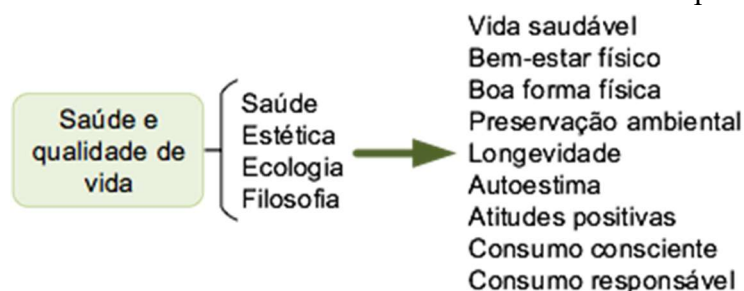 Saúde e
qualidade de
vida
Saúde
Estética
Ecologia
Filosofia
Vida saudável
Bem-estar físico
Boa forma física
Preservação ambiental
Longevidade
Autoestima
Atitudes positivas
Consumo consciente
Consumo responsável